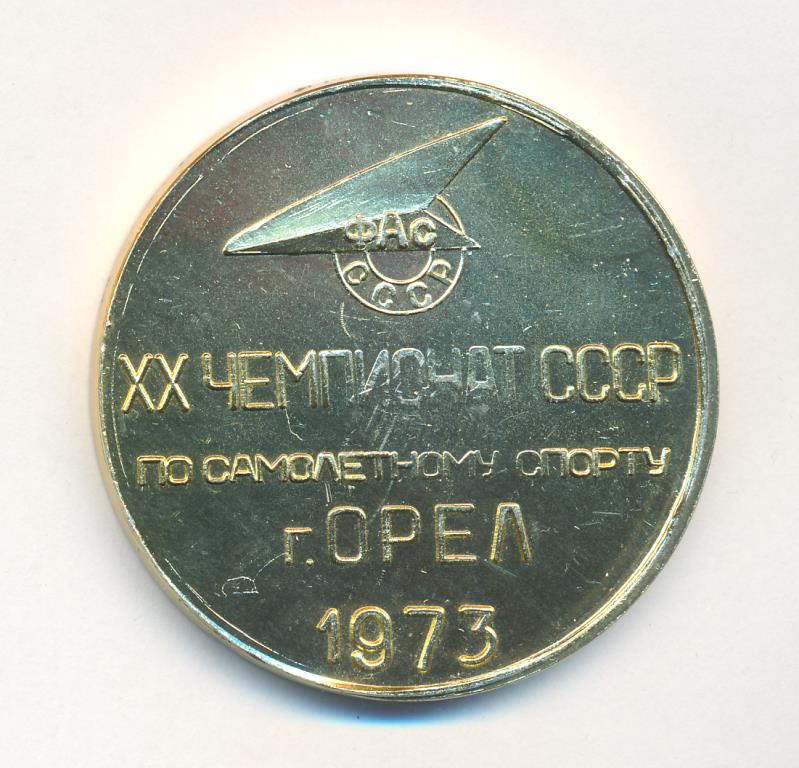 ФАС
СССР
XX ЧЕМПИОНАТ СССР
ПО САМОЛЕТНОМУ СПОРТУ
г. ОРЕЛ
1973